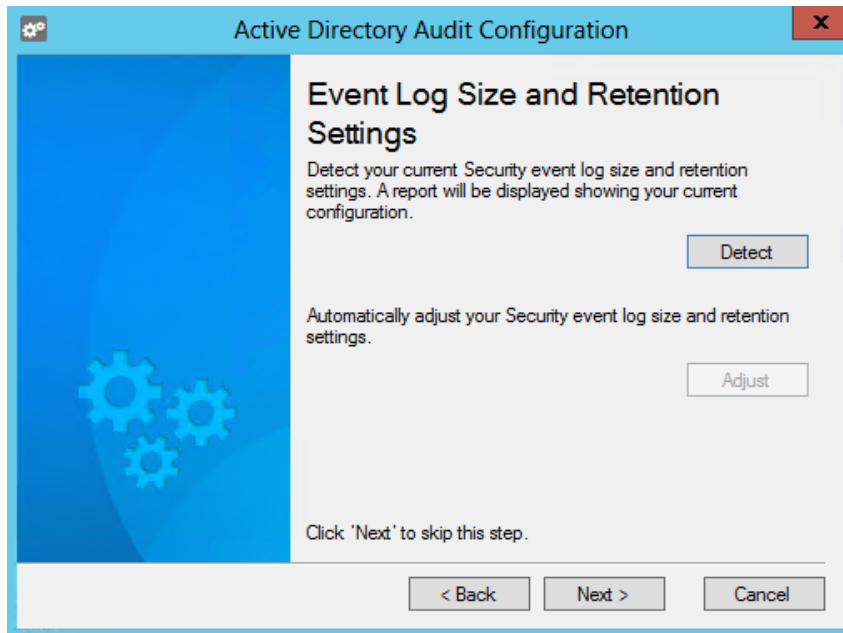 Active Directory Audit Configuration
x
Event Log Size and Retention
Settings
Detect your current Security event log size and retention
settings. A report will be displayed showing your current
configuration.
Detect
Automatically adjust your Security event log size and retention
settings.
Adjust
Click 'Next' to skip this step.
< Back
Next >
Cancel